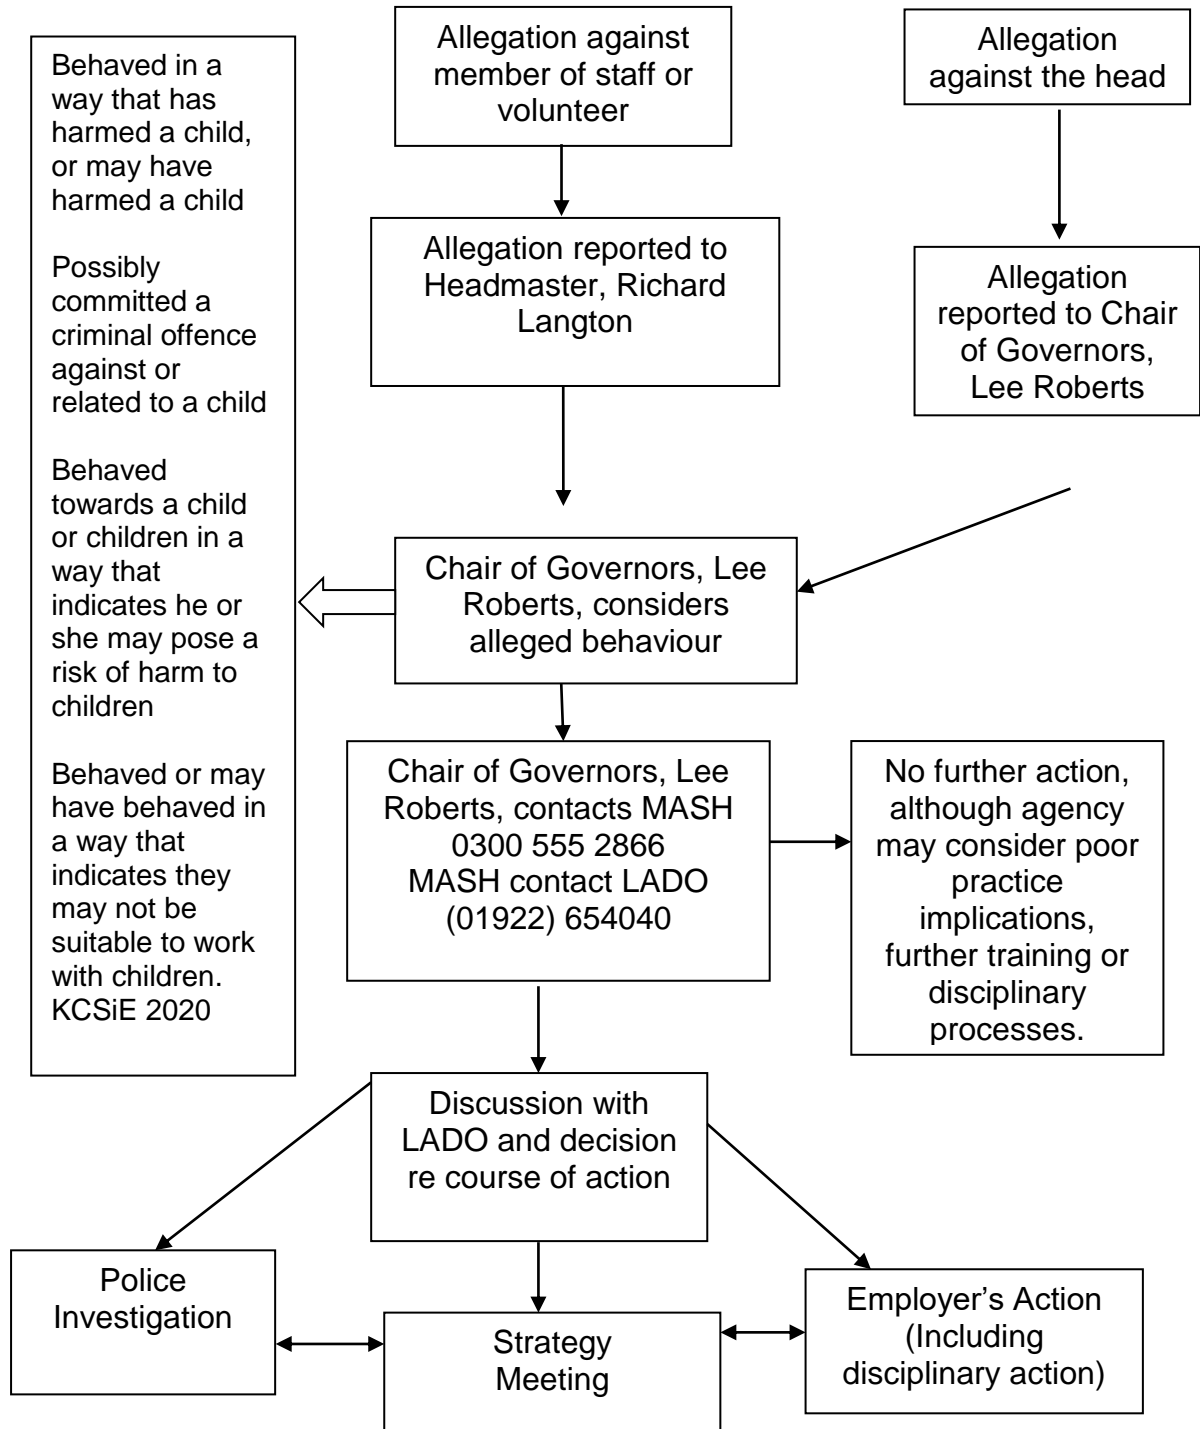 Allegation against
member of staff or
volunteer
Allegation
against the head
Behaved in a
way that has
harmed a child,
or may have
harmed a child
Possibly
committed a
criminal offence
against or
related to a child
Behaved
towards a child
or children in a
way that
indicates he or
she may pose a
risk of harm to
children
Behaved or may
have behaved in
a way that
indicates they
may not be
suitable to work
with children.
KCSiE 2020
Allegation reported to
Headmaster, Richard
Langton
Allegation
reported to Chair
of Governors,
Lee Roberts
Chair of Governors, Lee
Roberts, considers
alleged behaviour
Chair of Governors, Lee
Roberts, contacts MASH
0300 555 2866
MASH contact LADO
(01922) 654040
No further action,
although agency
may consider poor
practice
implications,
further training or
disciplinary
processes.
Discussion with
LADO and decision
re course of action
Police
Investigation
Strategy
Meeting
Employer’s Action
(Including
disciplinary action)